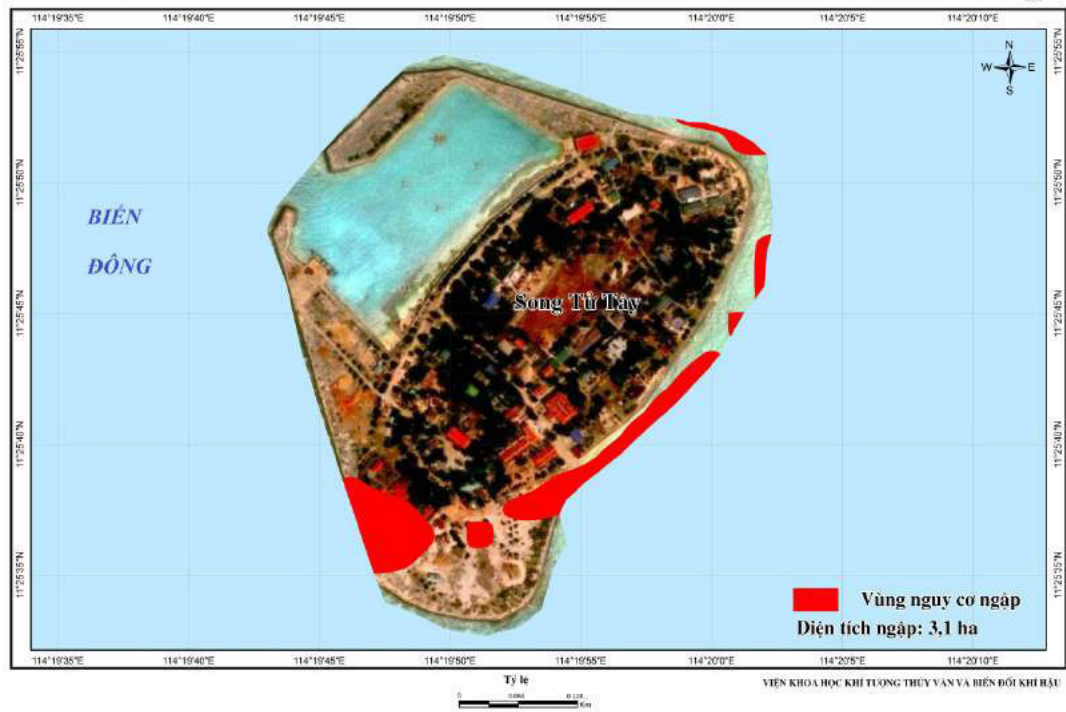 114°19'35"E 114°19'40"E 114°19'45"E 114°19'50"E 114°19'55"E 114°20'0"E 114°20'5"E 114°20'10"E
11°25'55"N 11°25'55"N
N
W E
S
11°25'50"N 11°25'50"N
BIỂN
ĐÔNG
Song Tử Tây
11°25'45"N 11°25'45"N
11°25'40"N 11°25'40"N
11°25'35"N 11°25'35"N
Vùng nguy cơ ngập
Diện tích ngập: 3,1 ha
114°19'35"E 114°19'40"E 114°19'45"E 114°19'50"E 114°19'55"E 114°20'0"E 114°20'5"E 114°20'10"E
Tỷ lệ
VIỆN KHOA HỌC KHÍ TƯỢNG THỦY VĂN VÀ BIẾN ĐỔI KHÍ HẬU
0
Km